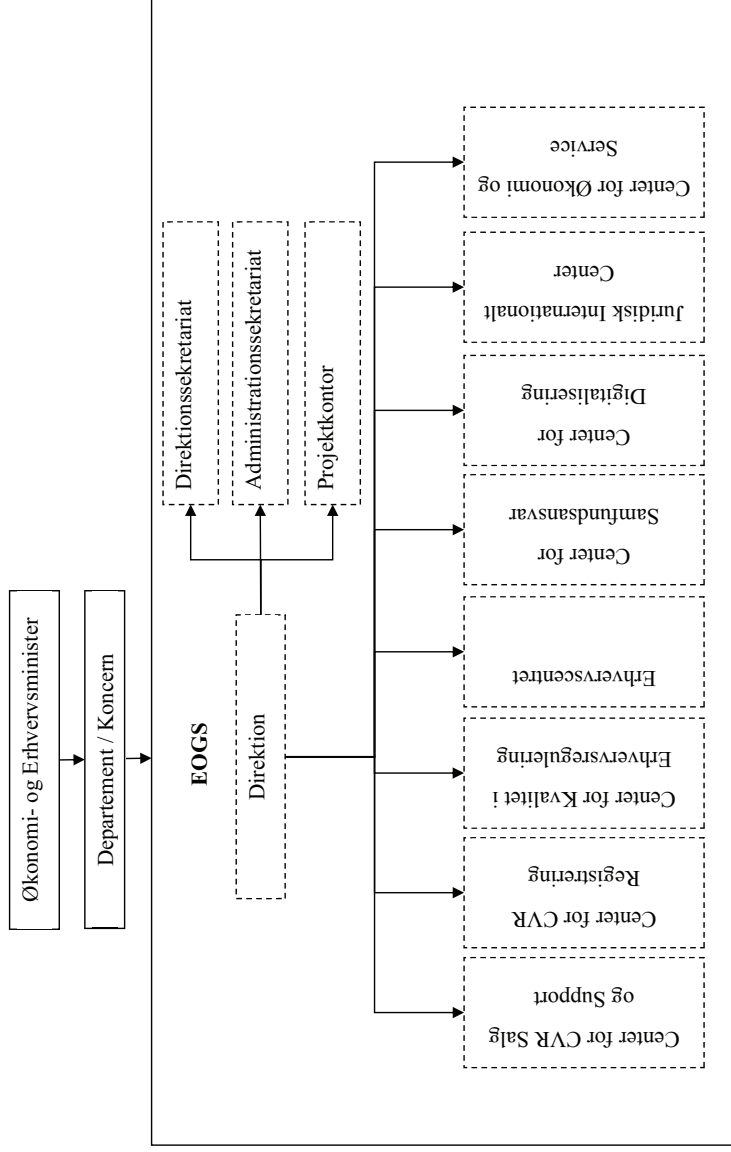 Økonomi- og Erhvervsminister
Departement / Koncern
EOGS
Direktion
Direktionssekretariat
Administrationssekretariat
Projektkontor
Center for CVR Salg
og Support
Center for CVR
Registrering
Center for Kvalitet i
Erhvervsregulering
Erhvervscentret
Center for
Samfundsansvar
Center for
Digitalisering
Juridisk Internationalt
Center
Center for Økonomi og
Service